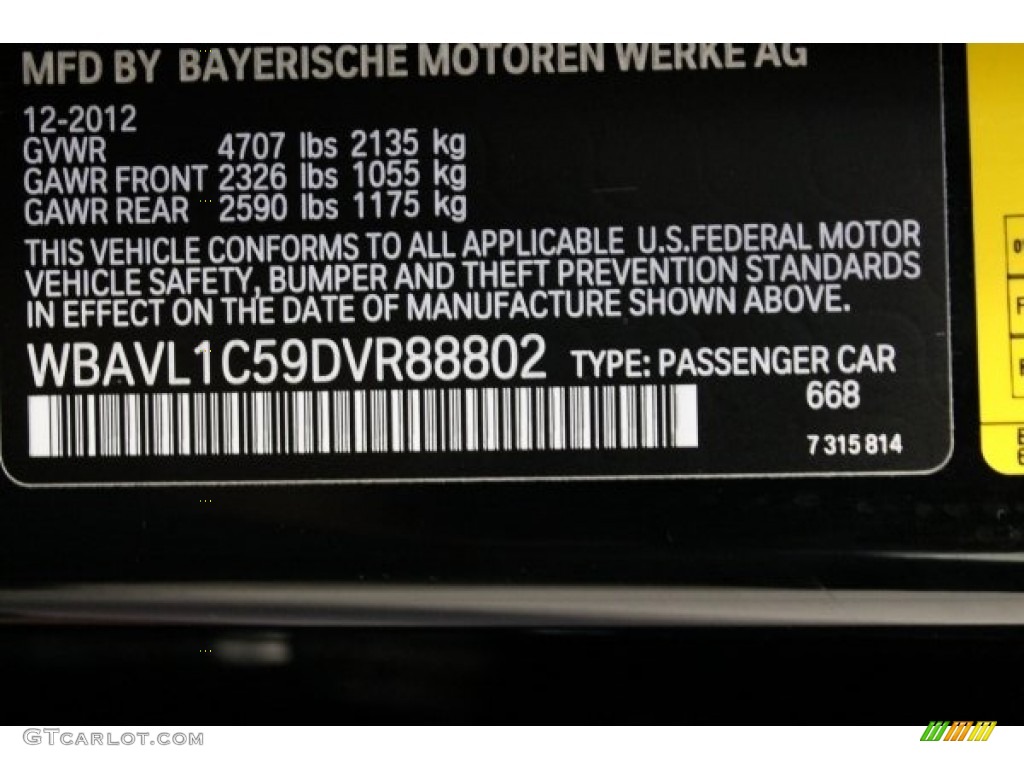 MFD BY BAYERISCHE MOTOREN WERKE AG
12-2012
GVWR 4707 lbs 2135 kg
GAWR FRONT 2326 lbs 1055 kg
GAWR REAR 2590 lbs 1175 kg
THIS VEHICLE CONFORMS TO ALL APPLICABLE U.S.FEDERAL MOTOR
VEHICLE SAFETY, BUMPER AND THEFT PREVENTION STANDARDS
IN EFFECT ON THE DATE OF MANUFACTURE SHOWN ABOVE.
WBAVL1C59DVR88802 TYPE: PASSENGER CAR
668
7 315 814
GTCARLOT.COM